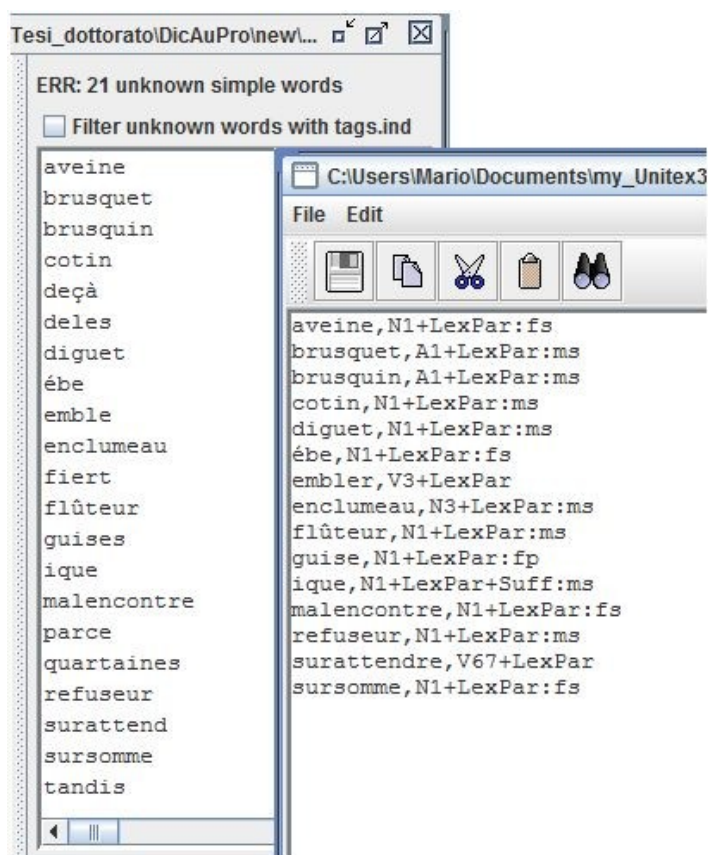 Tesi_dottorato\DicAuPro\new\...
ERR: 21 unknown simple words
Filter unknown words with tags.ind
aveine
brusquet
brusquin
cotin
deçà
deles
diguet
ébe
emble
enclumeau
fiert
flûteur
guises
ique
malencontre
parce
quartaines
refuseur
surattend
sursomme
tandis
C:\Users\Mario\Documents\my_Unitex3
File Edit
aveine,N1+LexPar:fs
brusquet,A1+LexPar:ms
brusquin,A1+LexPar:ms
cotin,N1+LexPar:ms
diguet,N1+LexPar:ms
ébe,N1+LexPar:fs
embler,V3+LexPar
enclumeau,N3+LexPar:ms
flûteur,N1+LexPar:ms
guise,N1+LexPar:fp
ique,N1+LexPar+Suff:ms
malencontre,N1+LexPar:fs
refuseur,N1+LexPar:ms
surattendre,V67+LexPar
sursomme,N1+LexPar:fs